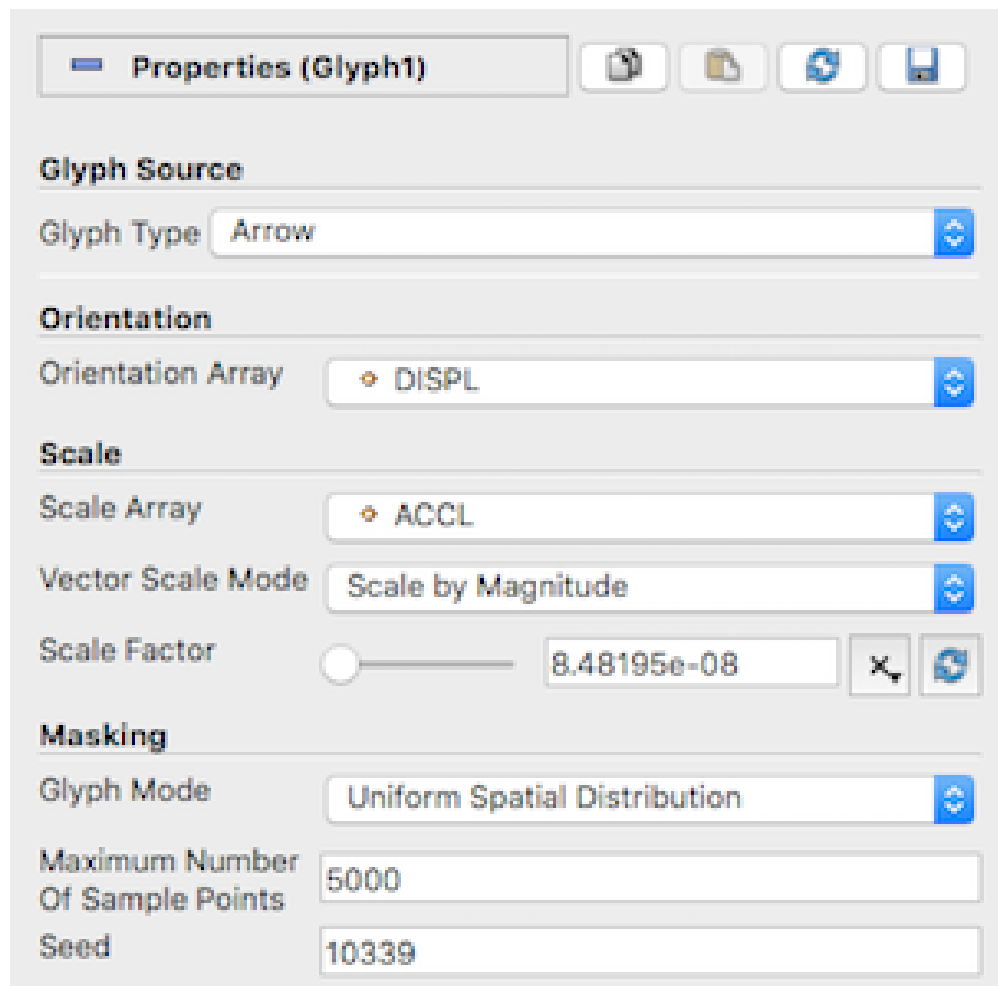 Properties (Glyph1)
Glyph Source
Glyph Type Arrow
Orientation
Orientation Array DISPL
Scale
Scale Array ACCL
Vector Scale Mode Scale by Magnitude
Scale Factor 8.48195e-08 X
Masking
Glyph Mode Uniform Spatial Distribution
Maximum Number
Of Sample Points 5000
Seed 10339